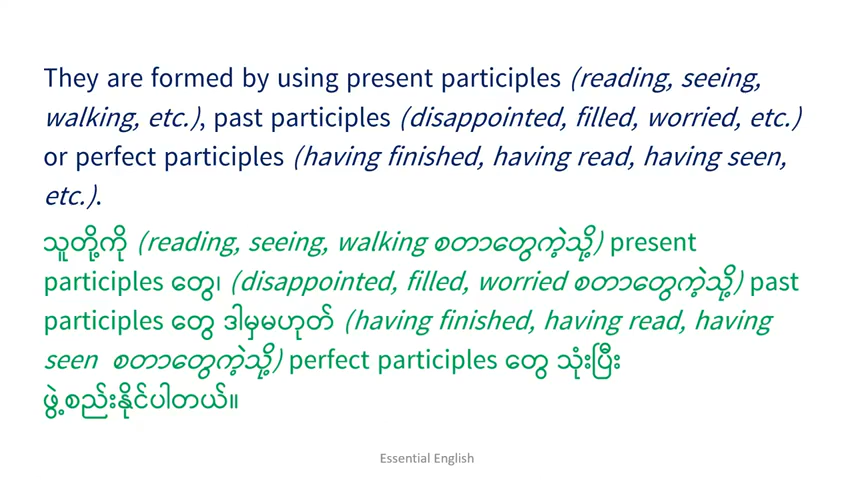 They are formed by using present participles (reading, seeing,
walking, etc.), past participles (disappointed, filled, worried, etc.)
or perfect participles (having finished, having read, having seen,
etc.).
သူတို့ကို (reading, seeing, walking စတာတွေကဲ့သို့) present
participles တွေ၊ (disappointed, filled, worried စတာတွေကဲ့သို့) past
participles တွေ ဒါမှမဟုတ် (having finished, having read, having
seen စတာတွေကဲ့သို့) perfect participles တွေ သုံးပြီး
ဖွဲ့စည်းနိုင်ပါတယ်။
Essential English